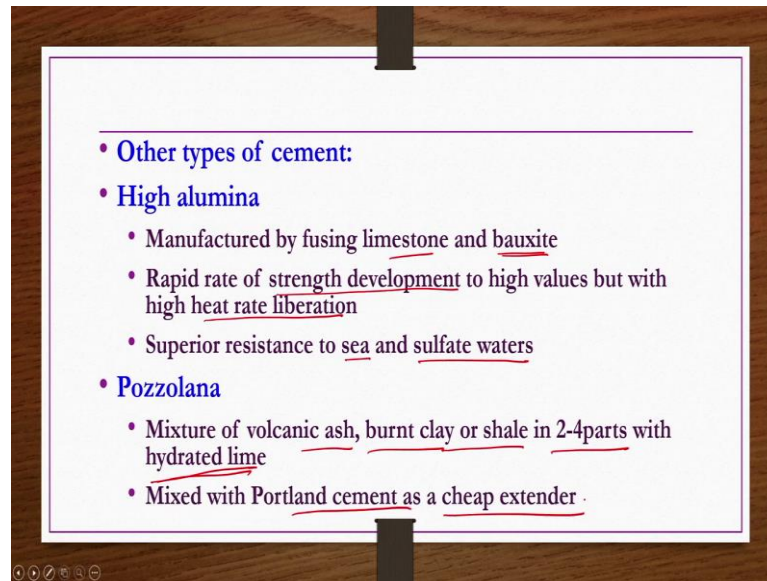 • Other types of cement:
• High alumina
• Manufactured by fusing limestone and bauxite
• Rapid rate of strength development to high values but with
high heat rate liberation
• Superior resistance to sea and sulfate waters
• Pozzolana
• Mixture of volcanic ash, burnt clay or shale in 2-4parts with
hydrated lime
• Mixed with Portland cement as a cheap extender